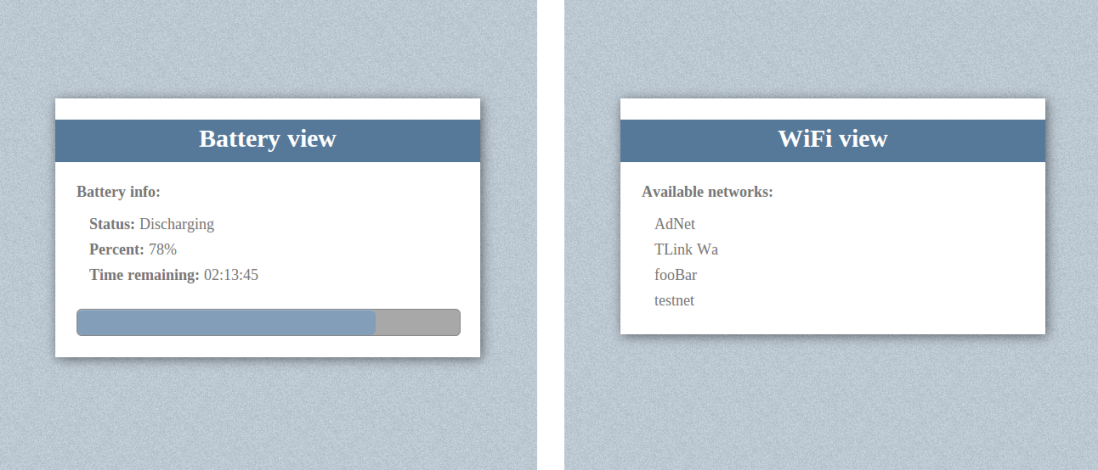 Battery view
Battery info:
Status: Discharging
Percent: 78%
Time remaining: 02:13:45
WiFi view
Available networks:
AdNet
TLink Wa
fooBar
testnet